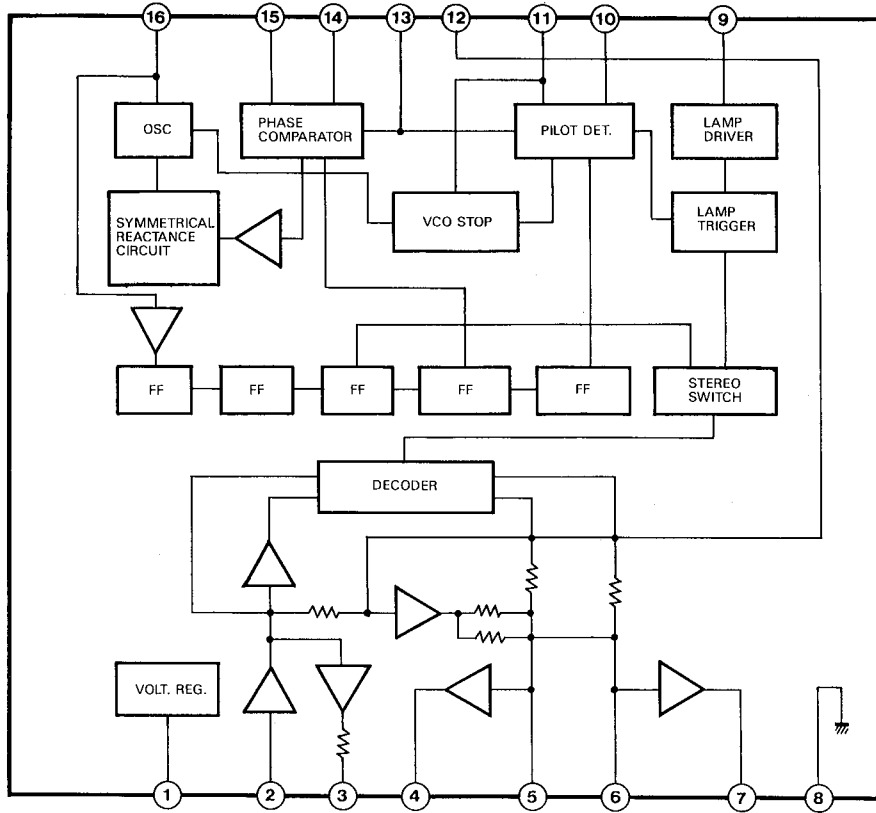 16 15 14 13 12 11 10 9
OSC
PHASE
COMPARATOR
PILOT DET.
LAMP
DRIVER
SYMMETRICAL
REACTANCE
CIRCUIT
VCO STOP
LAMP
TRIGGER
FF FF FF FF FF
STEREO
SWITCH
DECODER
VOLT. REG.
1 2 3 4 5 6 7 8